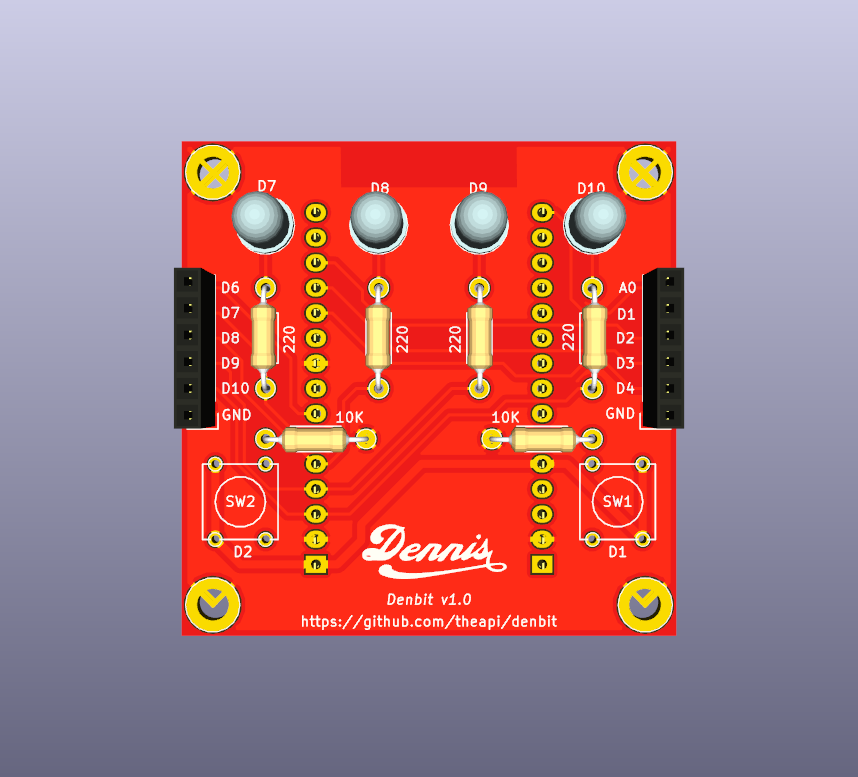 D7 D8 D9 D10
D6 A0
D7 D1
D8 D2
D9 D3
D10 D4
GND GND
220 220 220 220
10K 10K
SW2 SW1
D2 D1
Dennis
Denbit v1.0
https://github.com/theapi/denbit